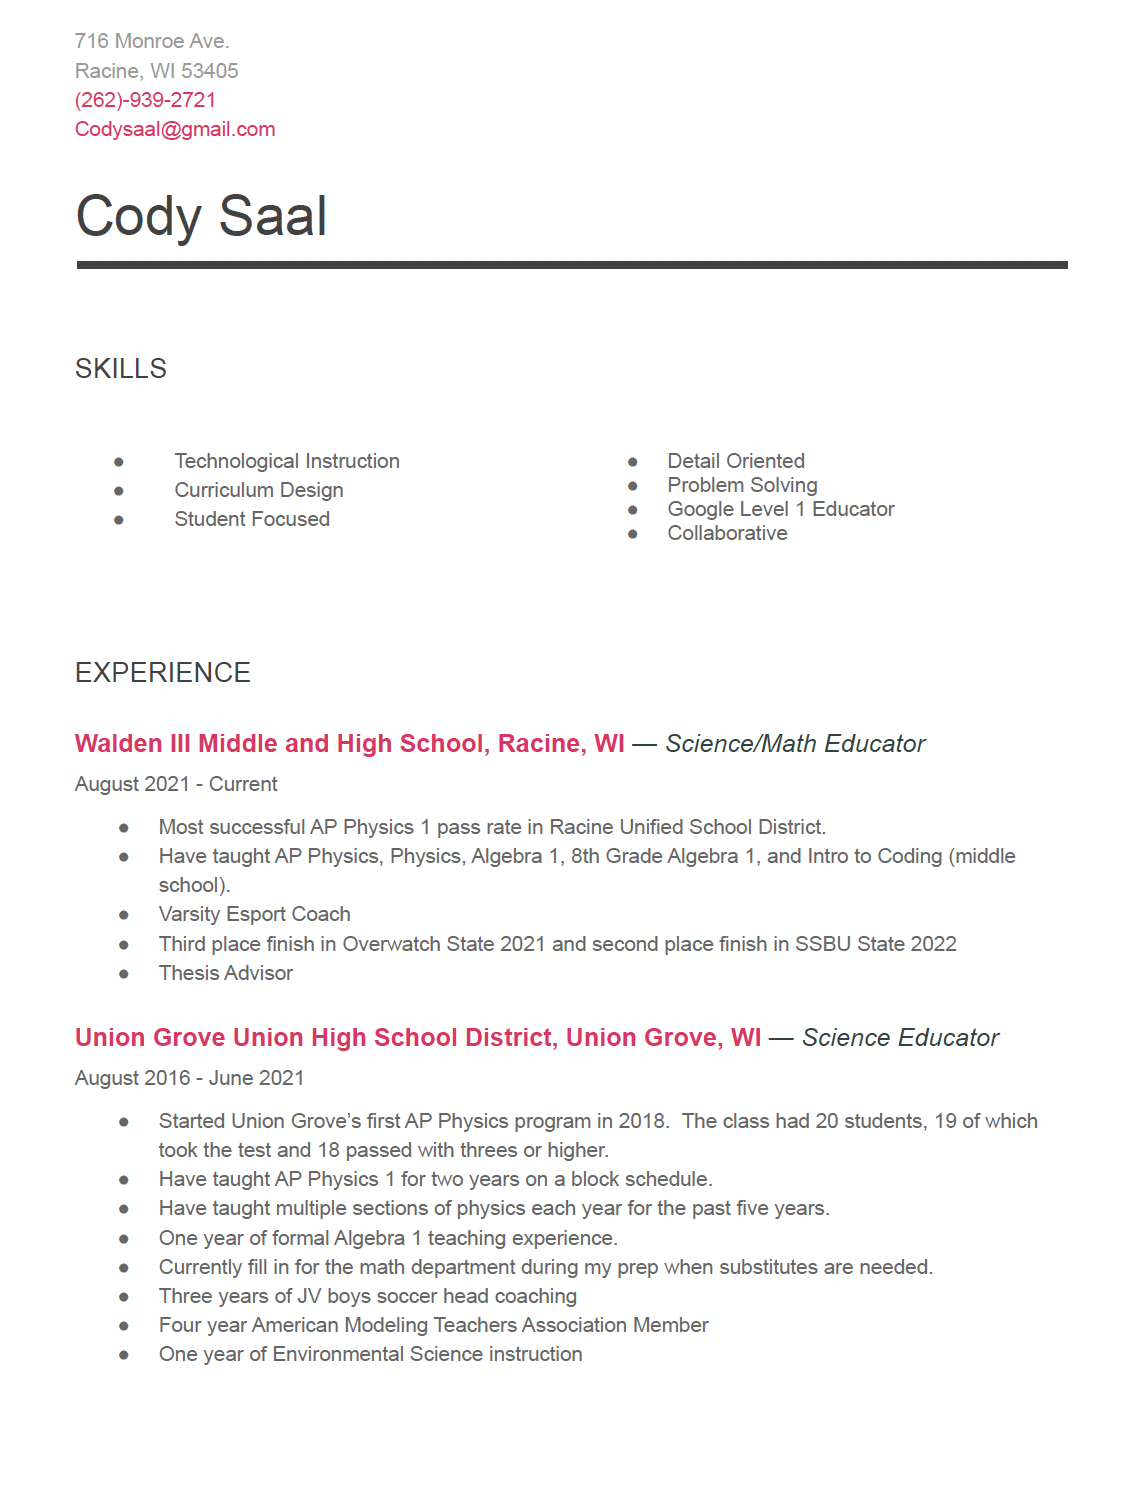 716 Monroe Ave.
Racine, WI 53405
(262)-939-2721
Codysaal@gmail.com
Cody Saal
SKILLS
● Technological Instruction
● Curriculum Design
● Student Focused
● Detail Oriented
● Problem Solving
● Google Level 1 Educator
● Collaborative
EXPERIENCE
Walden III Middle and High School, Racine, WI — Science/Math Educator
August 2021 - Current
● Most successful AP Physics 1 pass rate in Racine Unified School District.
● Have taught AP Physics, Physics, Algebra 1, 8th Grade Algebra 1, and Intro to Coding (middle
school).
● Varsity Esport Coach
● Third place finish in Overwatch State 2021 and second place finish in SSBU State 2022
● Thesis Advisor
Union Grove Union High School District, Union Grove, WI — Science Educator
August 2016 - June 2021
● Started Union Grove’s first AP Physics program in 2018.  The class had 20 students, 19 of which
took the test and 18 passed with threes or higher.
● Have taught AP Physics 1 for two years on a block schedule.
● Have taught multiple sections of physics each year for the past five years.
● One year of formal Algebra 1 teaching experience.
● Currently fill in for the math department during my prep when substitutes are needed.
● Three years of JV boys soccer head coaching
● Four year American Modeling Teachers Association Member
● One year of Environmental Science instruction